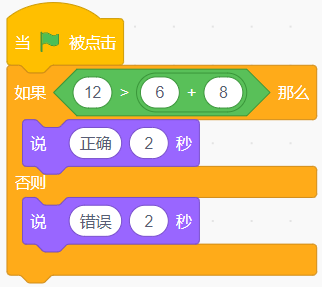 当 被点击
如果 12 > 6 + 8 那么
说 正确 2 秒
否则
说 错误 2 秒